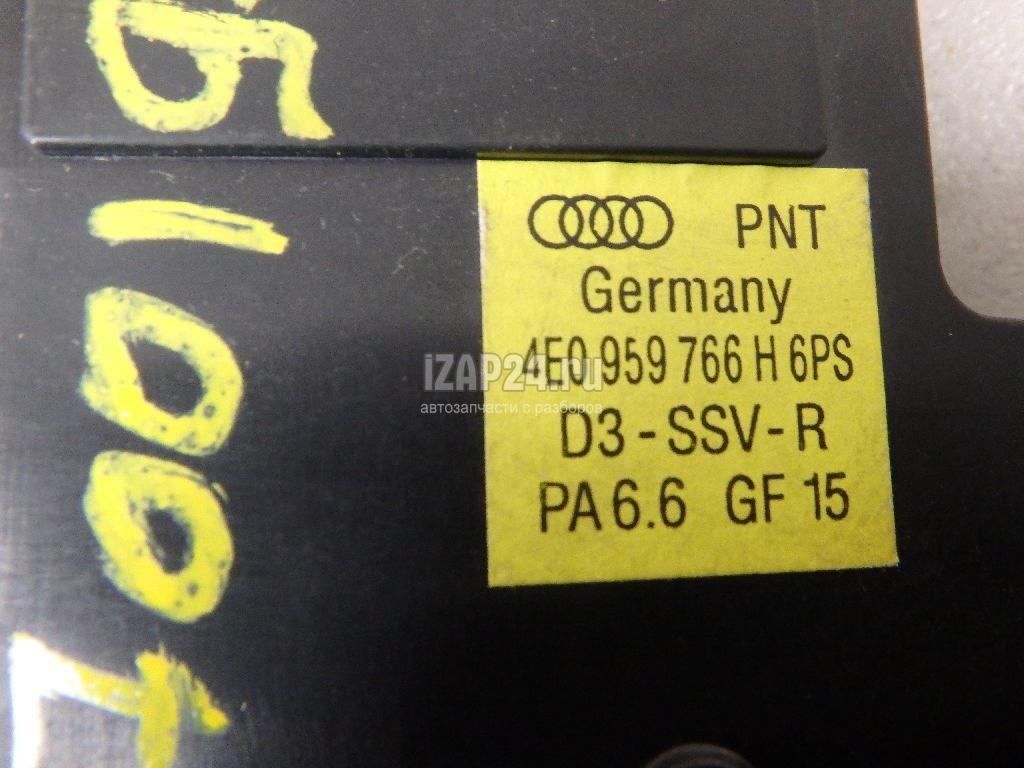 PNT
Germany
4E0 959 766 H 6PS
iZAP24.ru
автозапчасти с разборов
D3 - SSV - R
PA 6.6 GF 15